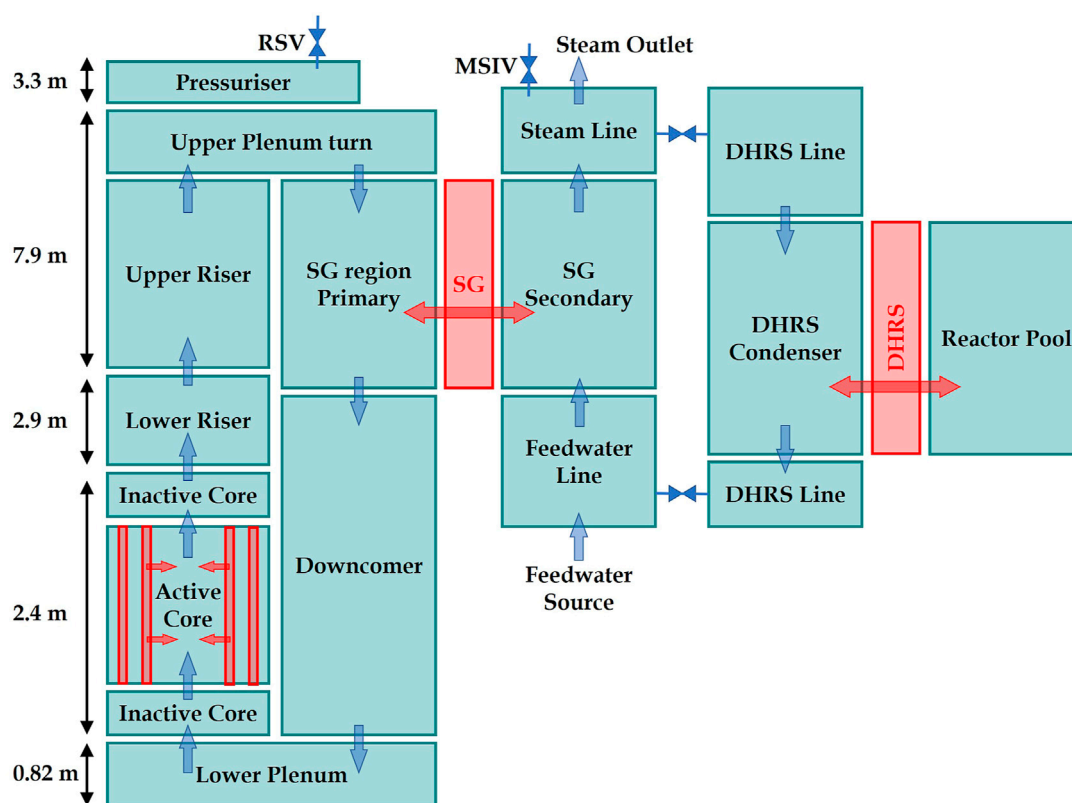 RSV
Steam Outlet
MSIV
3.3 m
Pressuriser
Steam Line
Upper Plenum turn
DHRS Line
7.9 m
Upper Riser
SG region
Primary
SG
SG
Secondary
DHRS
Condenser
DHRS
Reactor Pool
2.9 m
Lower Riser
Feedwater
Line
Inactive Core
DHRS Line
2.4 m
Active
Core
Downcomer
Feedwater
Source
Inactive Core
0.82 m
Lower Plenum